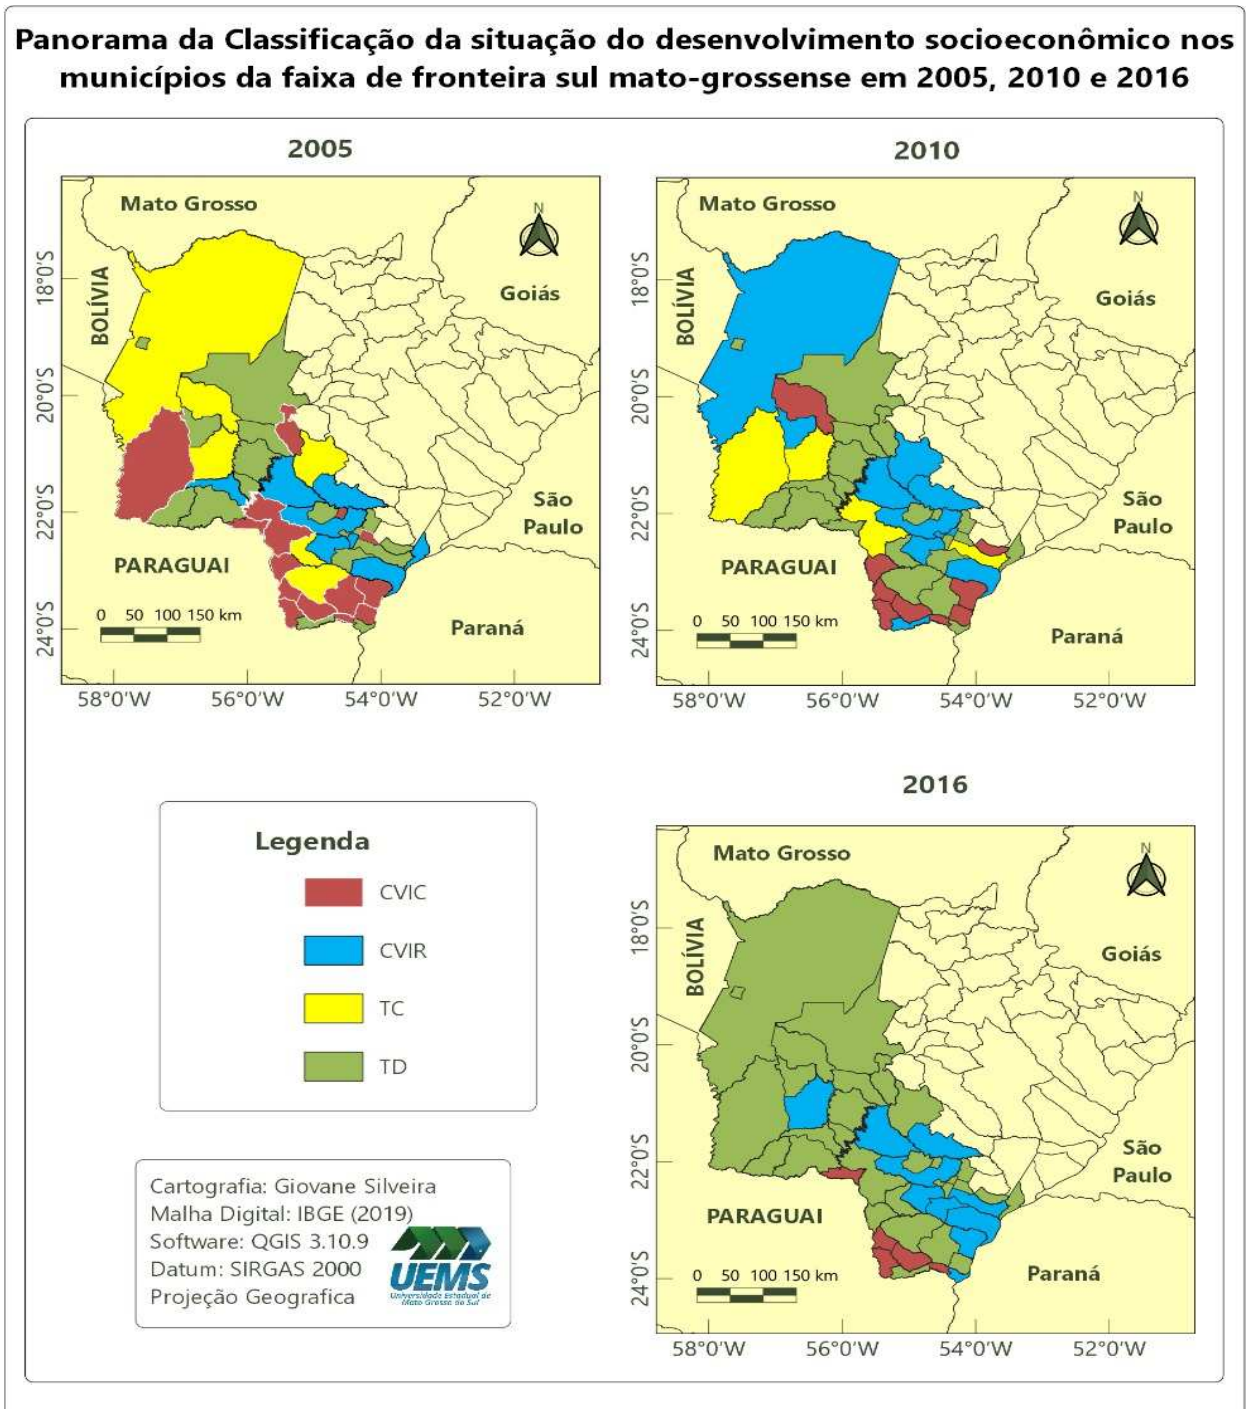 Panorama da Classificação da situação do desenvolvimento socioeconômico nos
municípios da faixa de fronteira sul mato-grossense em 2005, 2010 e 2016
2005
Mato Grosso
N
BOLÍVIA
Goiás
São
Paulo
PARAGUAI
Paraná
0 50 100 150 km
18°0'S
20°0'S
22°0'S
24°0'S
58°0'W 56°0'W 54°0'W 52°0'W
2010
Mato Grosso
N
BOLÍVIA
Goiás
São
Paulo
PARAGUAI
Paraná
0 50 100 150 km
18°0'S
20°0'S
22°0'S
24°0'S
58°0'W 56°0'W 54°0'W 52°0'W
Legenda
CVIC
CVIR
TC
TD
2016
Mato Grosso
N
BOLÍVIA
Goiás
São
Paulo
PARAGUAI
Paraná
0 50 100 150 km
18°0'S
20°0'S
22°0'S
24°0'S
58°0'W 56°0'W 54°0'W 52°0'W
Cartografia: Giovane Silveira
Malha Digital: IBGE (2019)
Software: QGIS 3.10.9
Datum: SIRGAS 2000
Projeção Geografica
UEMS
Universidade Estadual de
Mato Grosso do Sul